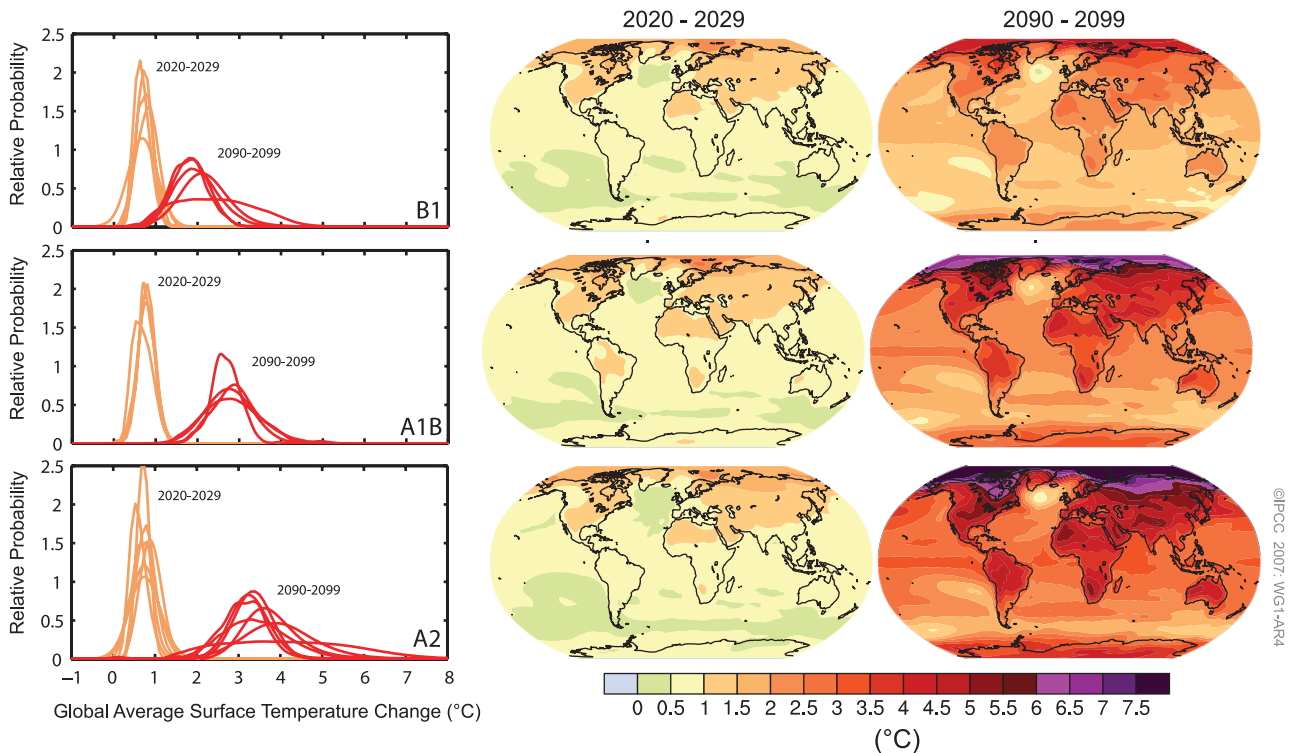 2020 - 2029
2090 - 2099
Relative Probability
2.5
2
1.5
1
0.5
0
2020-2029
2090-2099
B1
Relative Probability
2.5
2
1.5
1
0.5
0
2020-2029
2090-2099
A1B
Relative Probability
2.5
2
1.5
1
0.5
0
2020-2029
2090-2099
A2
−1 0 1 2 3 4 5 6 7 8
Global Average Surface Temperature Change (°C)
0 0.5 1 1.5 2 2.5 3 3.5 4 4.5 5 5.5 6 6.5 7 7.5
(°C)
©IPCC 2007: WG1-AR4